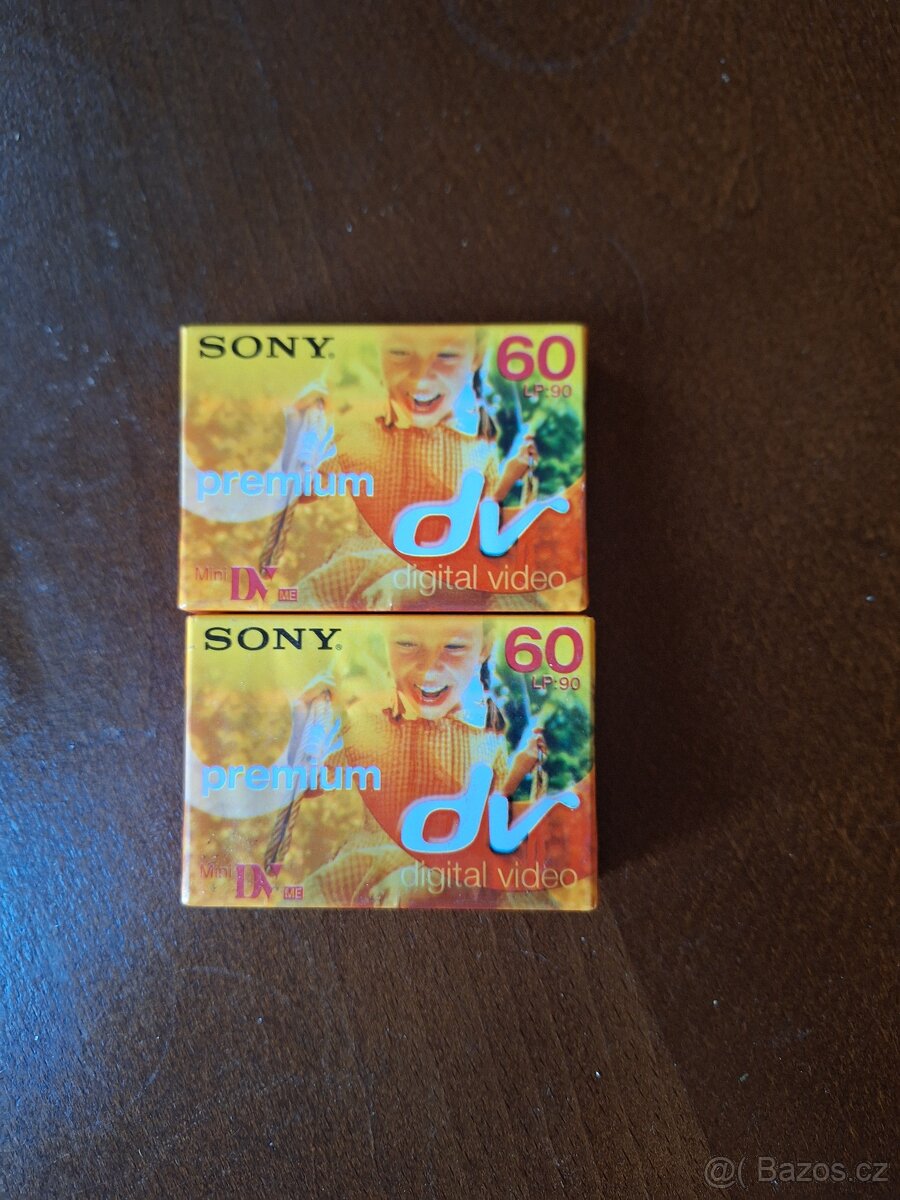 SONY®
60
LP:90
premium
dv
digital video
Mini DV ME
SONY®
60
LP:90
premium
dv
digital video
Mini DV ME
@( Bazos.cz